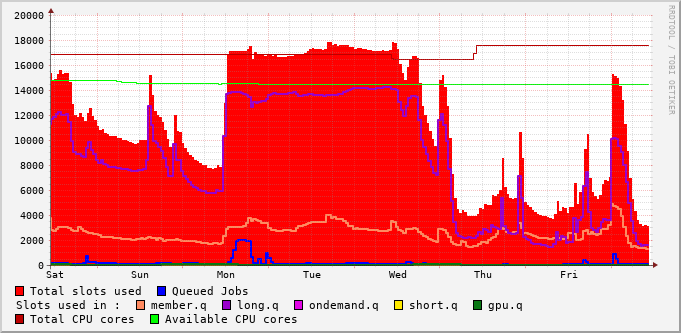 20000
18000
16000
14000
12000
10000
8000
6000
4000
2000
0
Sat Sun Mon Tue Wed Thu Fri
RRDTOOL / TOBI OETIKER
Total slots used Queued Jobs
Slots used in : member.q long.q ondemand.q short.q gpu.q
Total CPU cores Available CPU cores